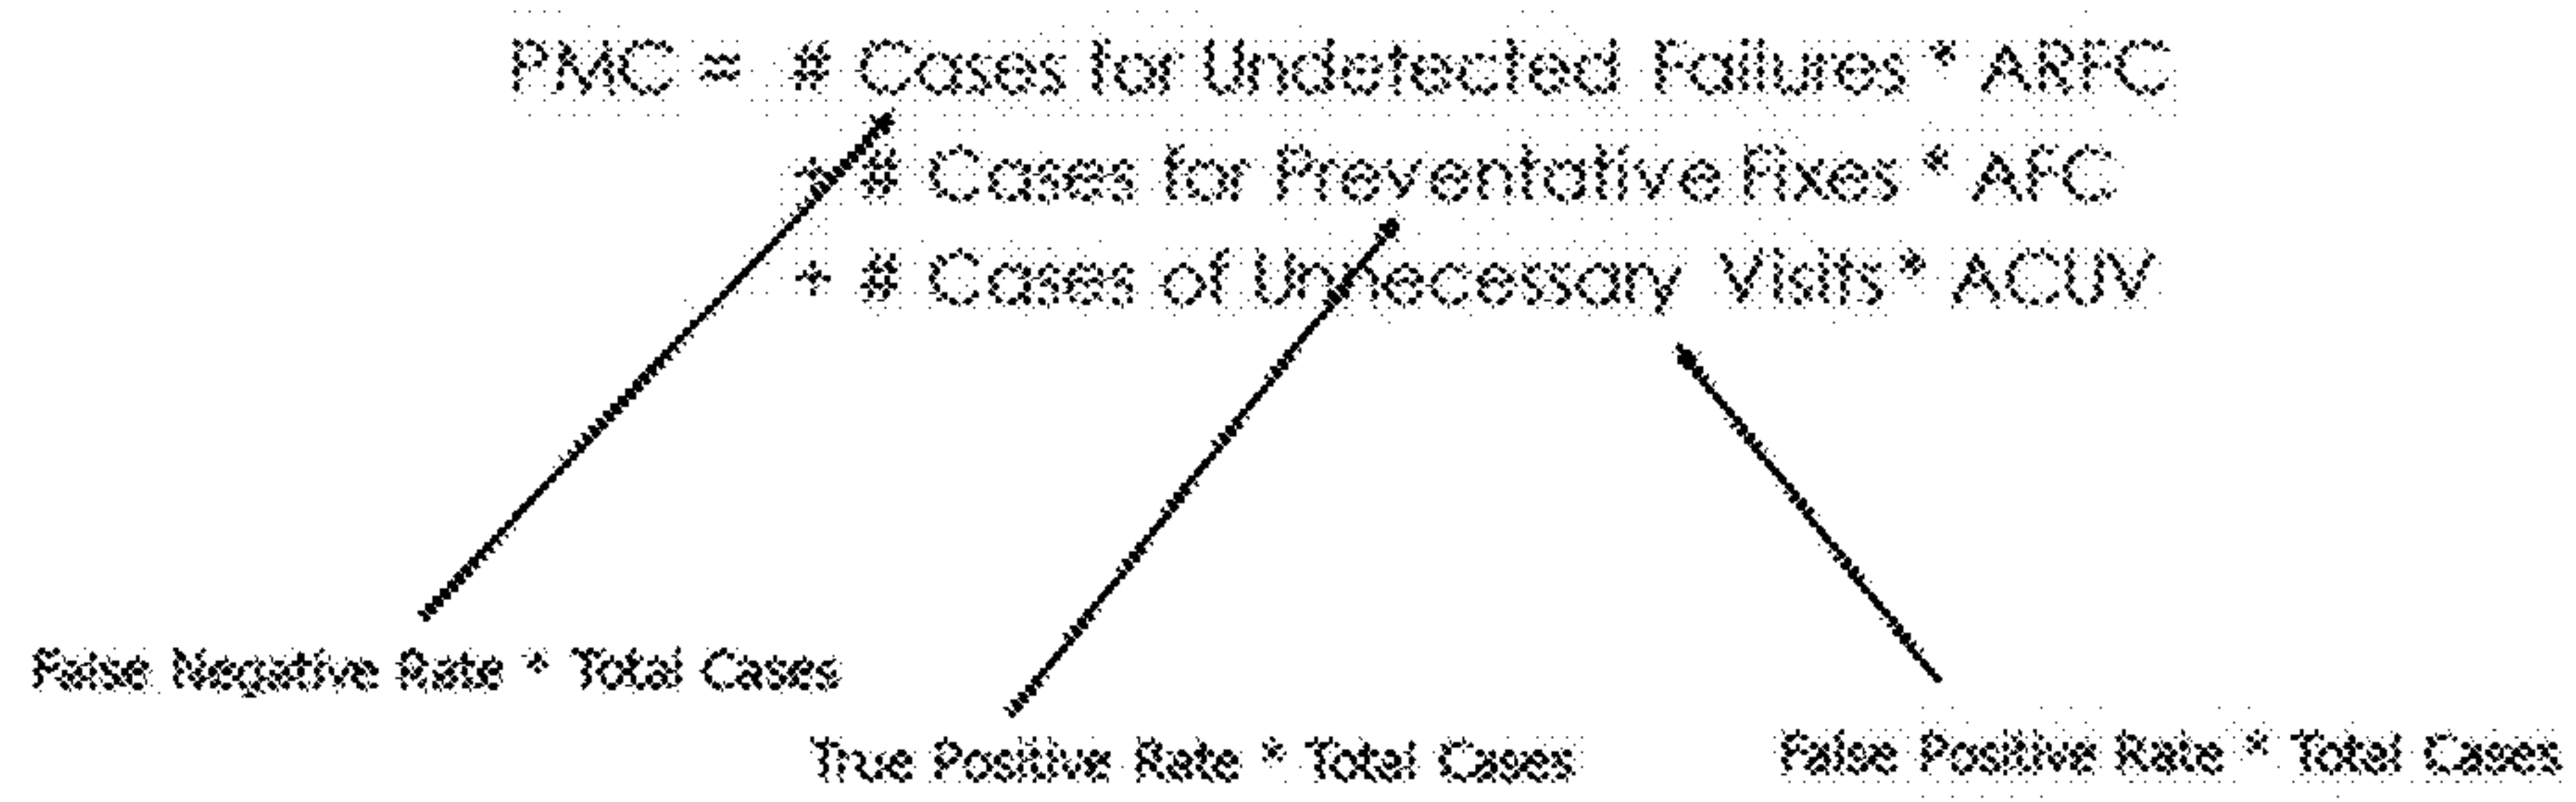 PMC = # Cases for Undetected Failures * ARFC
+ # Cases for Preventative Fixes * AFC
+ # Cases of Unnecessary Visits * ACUV
False Negative Rate * Total Cases
True Positive Rate * Total Cases
False Positive Rate * Total Cases